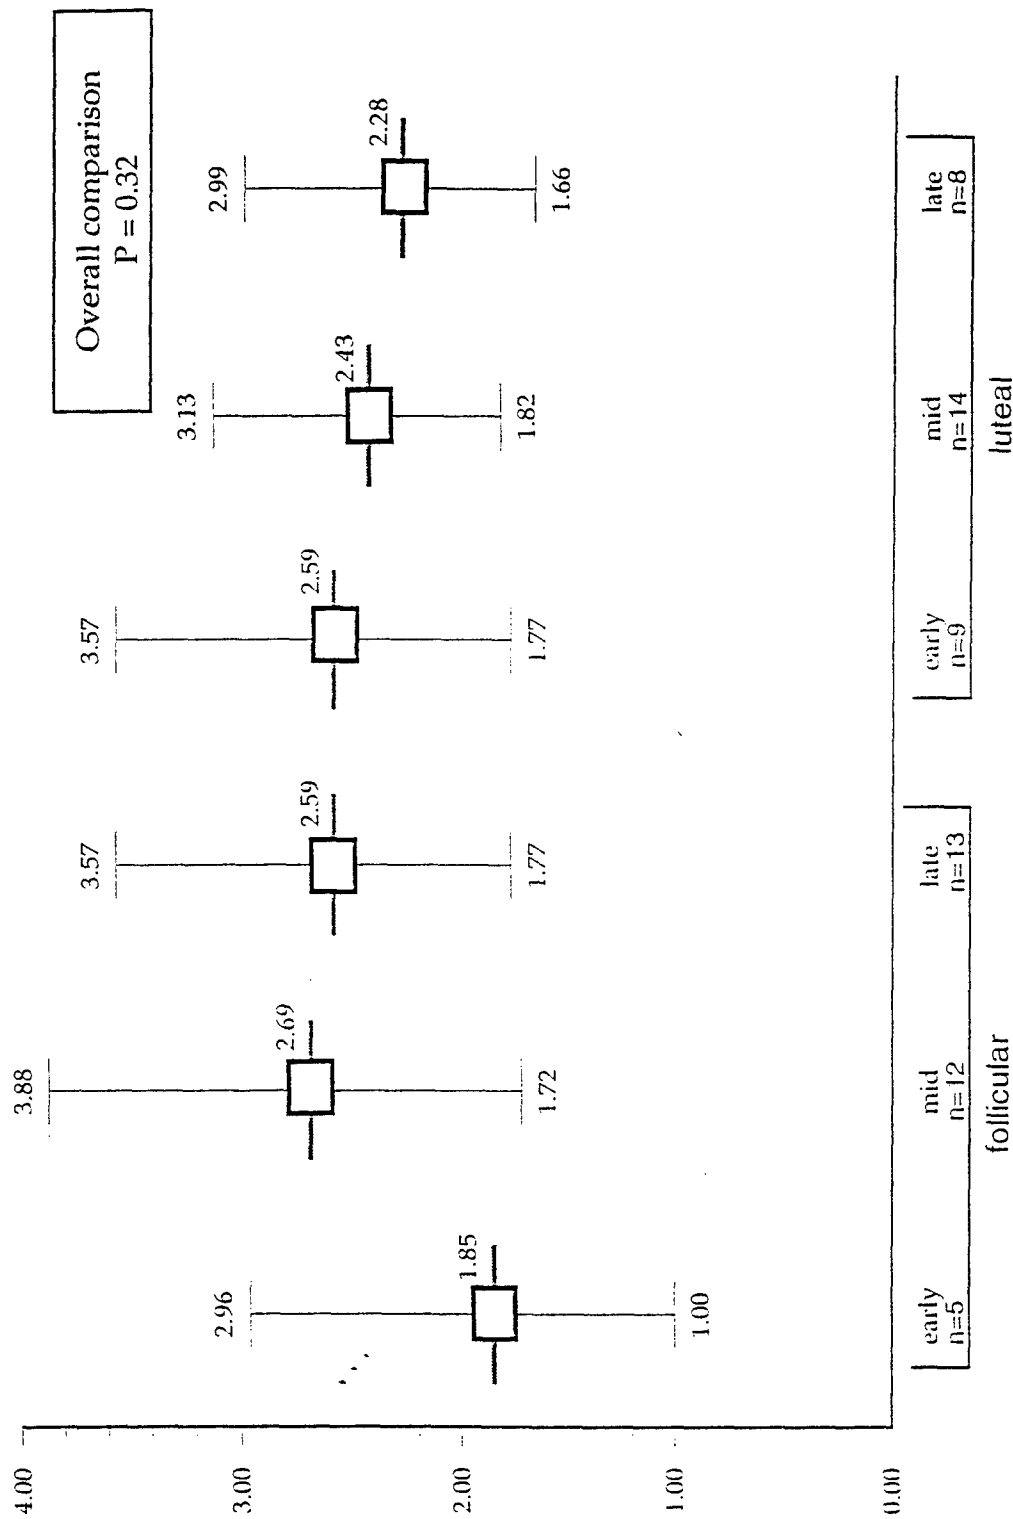 Overall comparison
P = 0.32
4.00
3.00
2.00
1.00
0.00
2.96
1.85
1.00
3.88
2.69
1.72
3.57
2.59
1.77
3.57
2.59
1.77
3.13
2.43
1.82
2.99
2.28
1.66
early
n=5
mid
n=12
late
n=13
early
n=9
mid
n=14
late
n=8
follicular
luteal